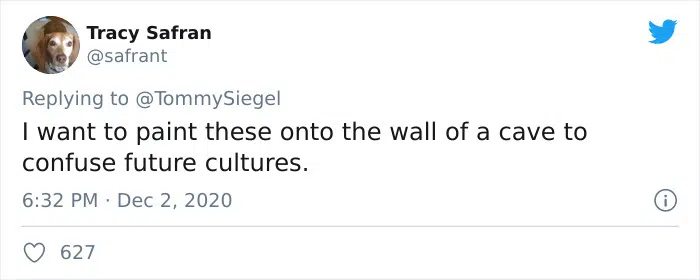 Tracy Safran
@safrant
Replying to @TommySiegel
I want to paint these onto the wall of a cave to
confuse future cultures.
6:32 PM · Dec 2, 2020
627